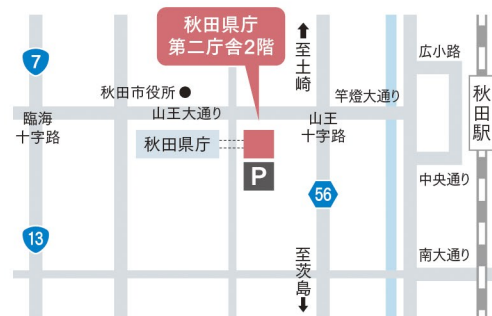 秋田県庁
第二庁舎2階
至土崎
広小路
7
秋田市役所
竿燈大通り
山王大通り
臨海
十字路
山王
十字路
秋田駅
秋田県庁
P
中央通り
56
13
南大通り
至茨島